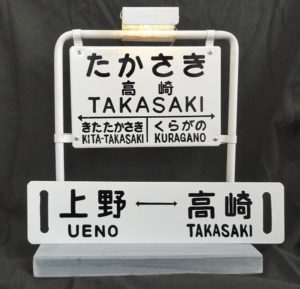 たかさき
高崎
TAKASAKI
きたたかさき くらがの
KITA-TAKASAKI KURAGANO
上野 ⟷ 高崎
UENO TAKASAKI